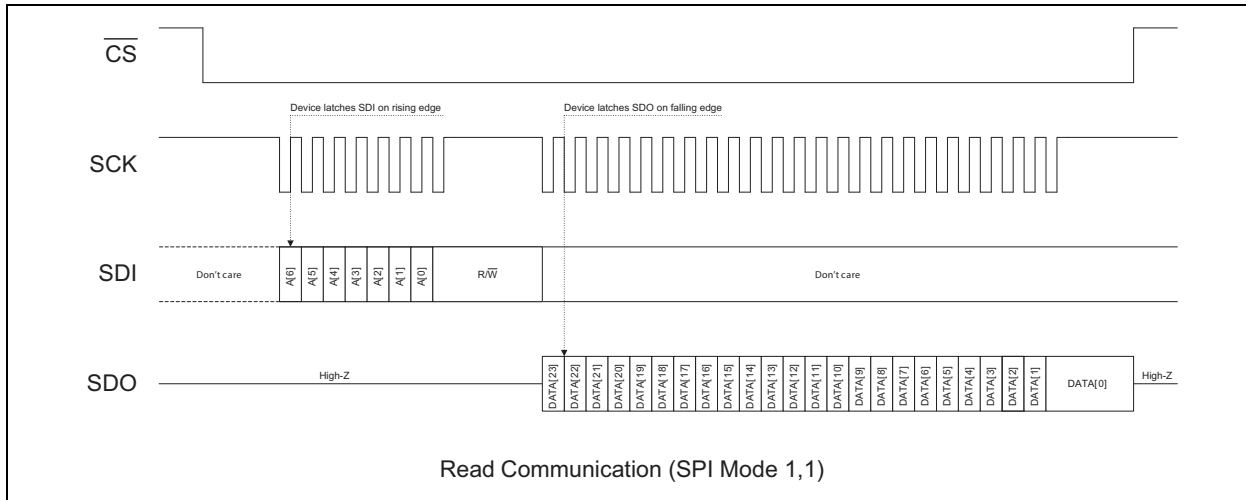 CS
Device latches SDI on rising edge Device latches SDO on falling edge
SCK
SDI Don't care A[6] A[5] A[4] A[3] A[2] A[1] A[0] R/W Don't care
SDO High-Z DATA[23] DATA[22] DATA[21] DATA[20] DATA[19] DATA[18] DATA[17] DATA[16] DATA[15] DATA[14] DATA[13] DATA[12] DATA[11] DATA[10] DATA[9] DATA[8] DATA[7] DATA[6] DATA[5] DATA[4] DATA[3] DATA[2] DATA[1] DATA[0] High-Z
Read Communication (SPI Mode 1,1)